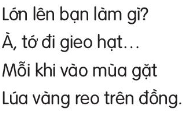 Lớn lên bạn làm gì?
À, tớ đi gieo hạt...
Mỗi khi vào mùa gặt
Lúa vàng reo trên đồng.